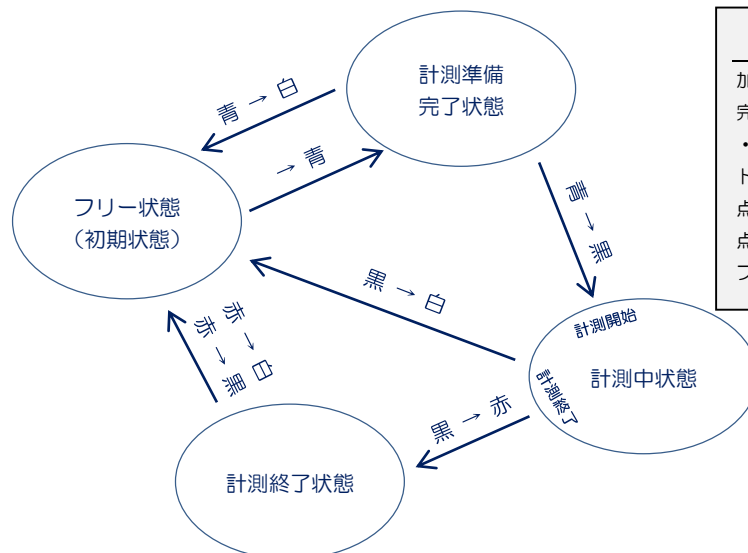 計測準備
完了状態
青 → 白
→ 青
フリー状態
（初期状態）
青 → 黒
黒 → 白
計測開始
計測中状態
計測終了
赤 → 白
赤 → 黒
黒 → 赤
計測終了状態
加
完
・
ト
点
点
フ